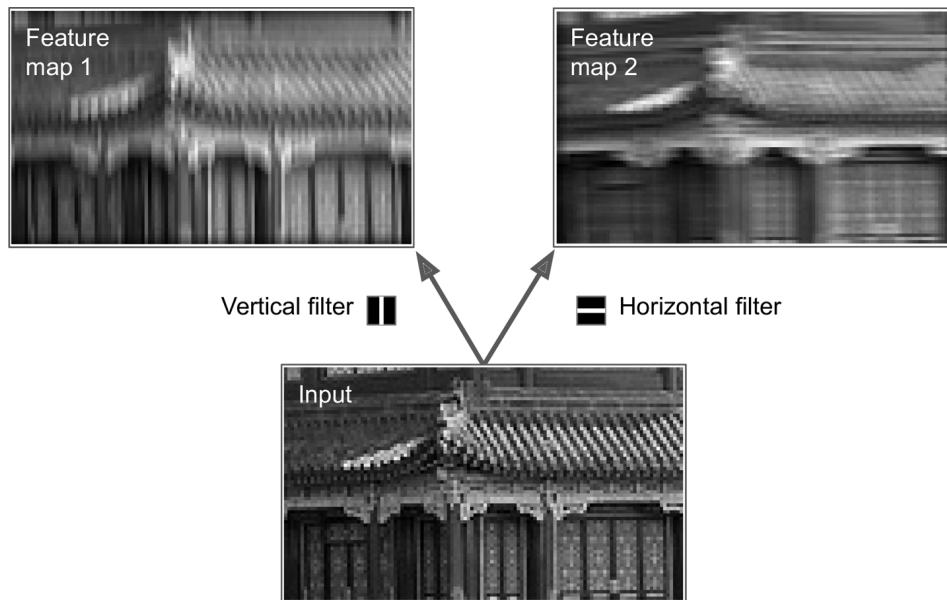 Feature
map 1
Feature
map 2
Vertical filter
Horizontal filter
Input